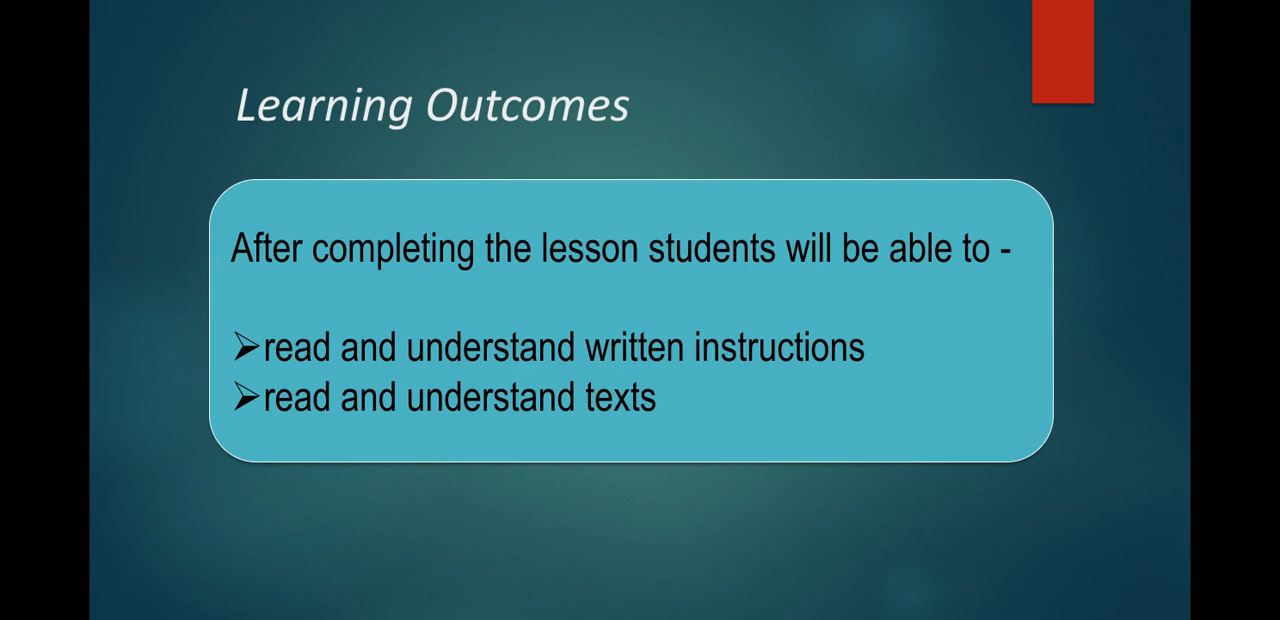 Learning Outcomes
After completing the lesson students will be able to -
➢read and understand written instructions
➢read and understand texts